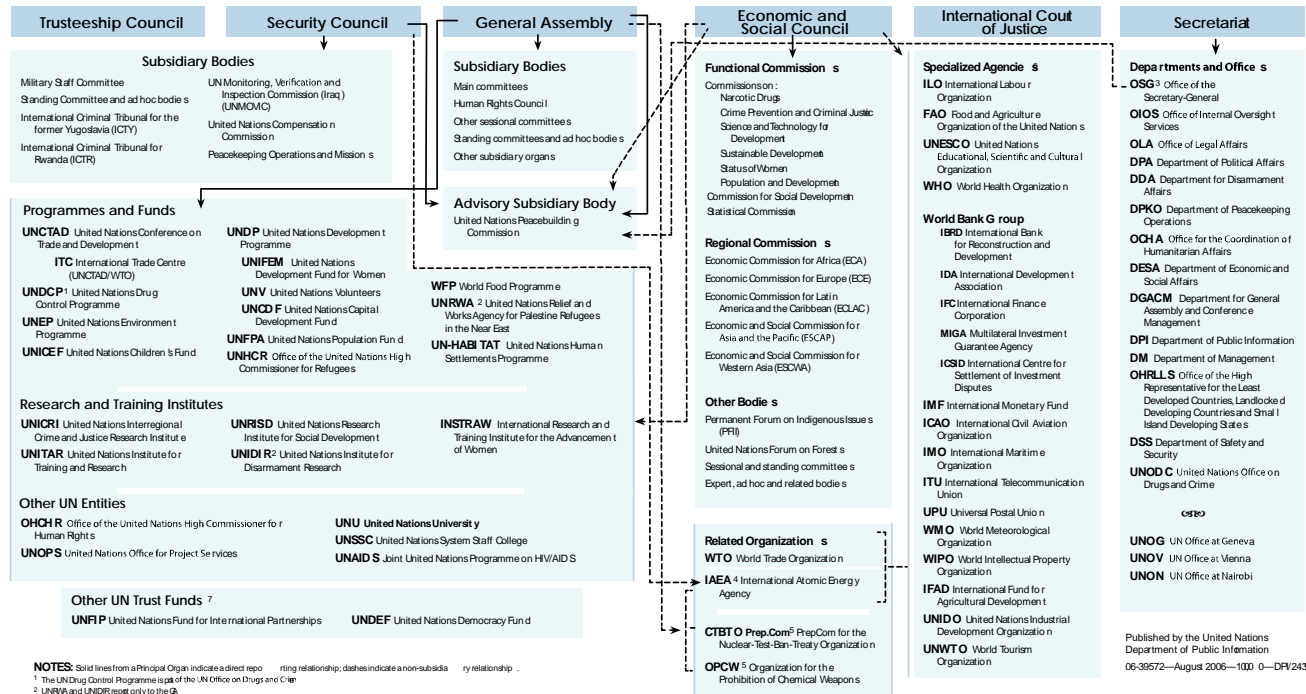 Trusteeship Council
Security Council
General Assembly
Economic and
Social Council
International Court
of Justice
Secretariat
Subsidiary Bodies
Military Staff Committee
Standing Committee and ad hoc bodies
International Criminal Tribunal for the
former Yugoslavia (ICTY)
International Criminal Tribunal for
Rwanda (ICTR)
UN Monitoring, Verification and
Inspection Commission (Iraq)
(UNMOVIC)
United Nations Compensation
Commission
Peacekeeping Operations and Missions
Subsidiary Bodies
Main committees
Human Rights Council
Other sessional committees
Standing committees and ad hoc bodies
Other subsidiary organs
Advisory Subsidiary Body
United Nations Peacebuilding
Commission
Programmes and Funds
UNCTAD United Nations Conference on
Trade and Development
ITC International Trade Centre
(UNCTAD/WTO)
UNDCP1 United Nations Drug
Control Programme
UNEP United Nations Environment
Programme
UNICEF United Nations Children's Fund
UNDP United Nations Development
Programme
UNIFEM United Nations
Development Fund for Women
UNV United Nations Volunteers
UNCDF United Nations Capital
Development Fund
UNFPA United Nations Population Fund
UNHCR Office of the United Nations High
Commissioner for Refugees
WFP World Food Programme
UNRWA 2 United Nations Relief and
Works Agency for Palestine Refugees
in the Near East
UN-HABITAT United Nations Human
Settlements Programme
Research and Training Institutes
UNICRI United Nations Interregional
Crime and Justice Research Institute
UNITAR United Nations Institute for
Training and Research
UNRISD United Nations Research
Institute for Social Development
UNIDIR2 United Nations Institute for
Disarmament Research
INSTRAW International Research and
Training Institute for the Advancement
of Women
Other UN Entities
OHCHR Office of the United Nations High Commissioner for
Human Rights
UNOPS United Nations Office for Project Services
UNU United Nations University
UNSSC United Nations System Staff College
UNAIDS Joint United Nations Programme on HIV/AIDS
Other UN Trust Funds 7
UNFIP United Nations Fund for International Partnerships
UNDEF United Nations Democracy Fund
Functional Commissions
Commissions on:
Narcotic Drugs
Crime Prevention and Criminal Justice
Science and Technology for
Development
Sustainable Development
Status of Women
Population and Development
Commission for Social Development
Statistical Commission
Regional Commissions
Economic Commission for Africa (ECA)
Economic Commission for Europe (ECE)
Economic Commission for Latin
America and the Caribbean (ECLAC)
Economic and Social Commission for
Asia and the Pacific (ESCAP)
Economic and Social Commission for
Western Asia (ESCWA)
Other Bodies
Permanent Forum on Indigenous Issues
(PFII)
United Nations Forum on Forests
Sessional and standing committees
Expert, ad hoc and related bodies
Related Organizations
WTO World Trade Organization
IAEA 4 International Atomic Energy
Agency
CTBTO Prep.Com5 PrepCom for the
Nuclear-Test-Ban-Treaty Organization
OPCW 5 Organization for the
Prohibition of Chemical Weapons
Specialized Agencies
ILO International Labour
Organization
FAO Food and Agriculture
Organization of the United Nations
UNESCO United Nations
Educational, Scientific and Cultural
Organization
WHO World Health Organization
World Bank Group
IBRD International Bank
for Reconstruction and
Development
IDA International Development
Association
IFC International Finance
Corporation
MIGA Multilateral Investment
Guarantee Agency
ICSID International Centre for
Settlement of Investment
Disputes
IMF International Monetary Fund
ICAO International Civil Aviation
Organization
IMO International Maritime
Organization
ITU International Telecommunication
Union
UPU Universal Postal Union
WMO World Meteorological
Organization
WIPO World Intellectual Property
Organization
IFAD International Fund for
Agricultural Development
UNIDO United Nations Industrial
Development Organization
UNWTO World Tourism
Organization
Departments and Offices
OSG3 Office of the
Secretary-General
OIOS Office of Internal Oversight
Services
OLA Office of Legal Affairs
DPA Department of Political Affairs
DDA Department for Disarmament
Affairs
DPKO Department of Peacekeeping
Operations
OCHA Office for the Coordination of
Humanitarian Affairs
DESA Department of Economic and
Social Affairs
DGACM Department for General
Assembly and Conference
Management
DPI Department of Public Information
DM Department of Management
OHRLLS Office of the High
Representative for the Least
Developed Countries, Landlocked
Developing Countries and Small
Island Developing States
DSS Department of Safety and
Security
UNODC United Nations Office on
Drugs and Crime
UNOG UN Office at Geneva
UNOV UN Office at Vienna
UNON UN Office at Nairobi
Published by the United Nations
Department of Public Information
06-39572—August 2006—10000—DPI/243
NOTES: Solid lines from a Principal Organ indicate a direct reporting relationship; dashes indicate a non-subsidiary relationship.
1 The UN Drug Control Programme is part of the UN Office on Drugs and Crime
2 UNRWA and UNIDIR report only to the GA